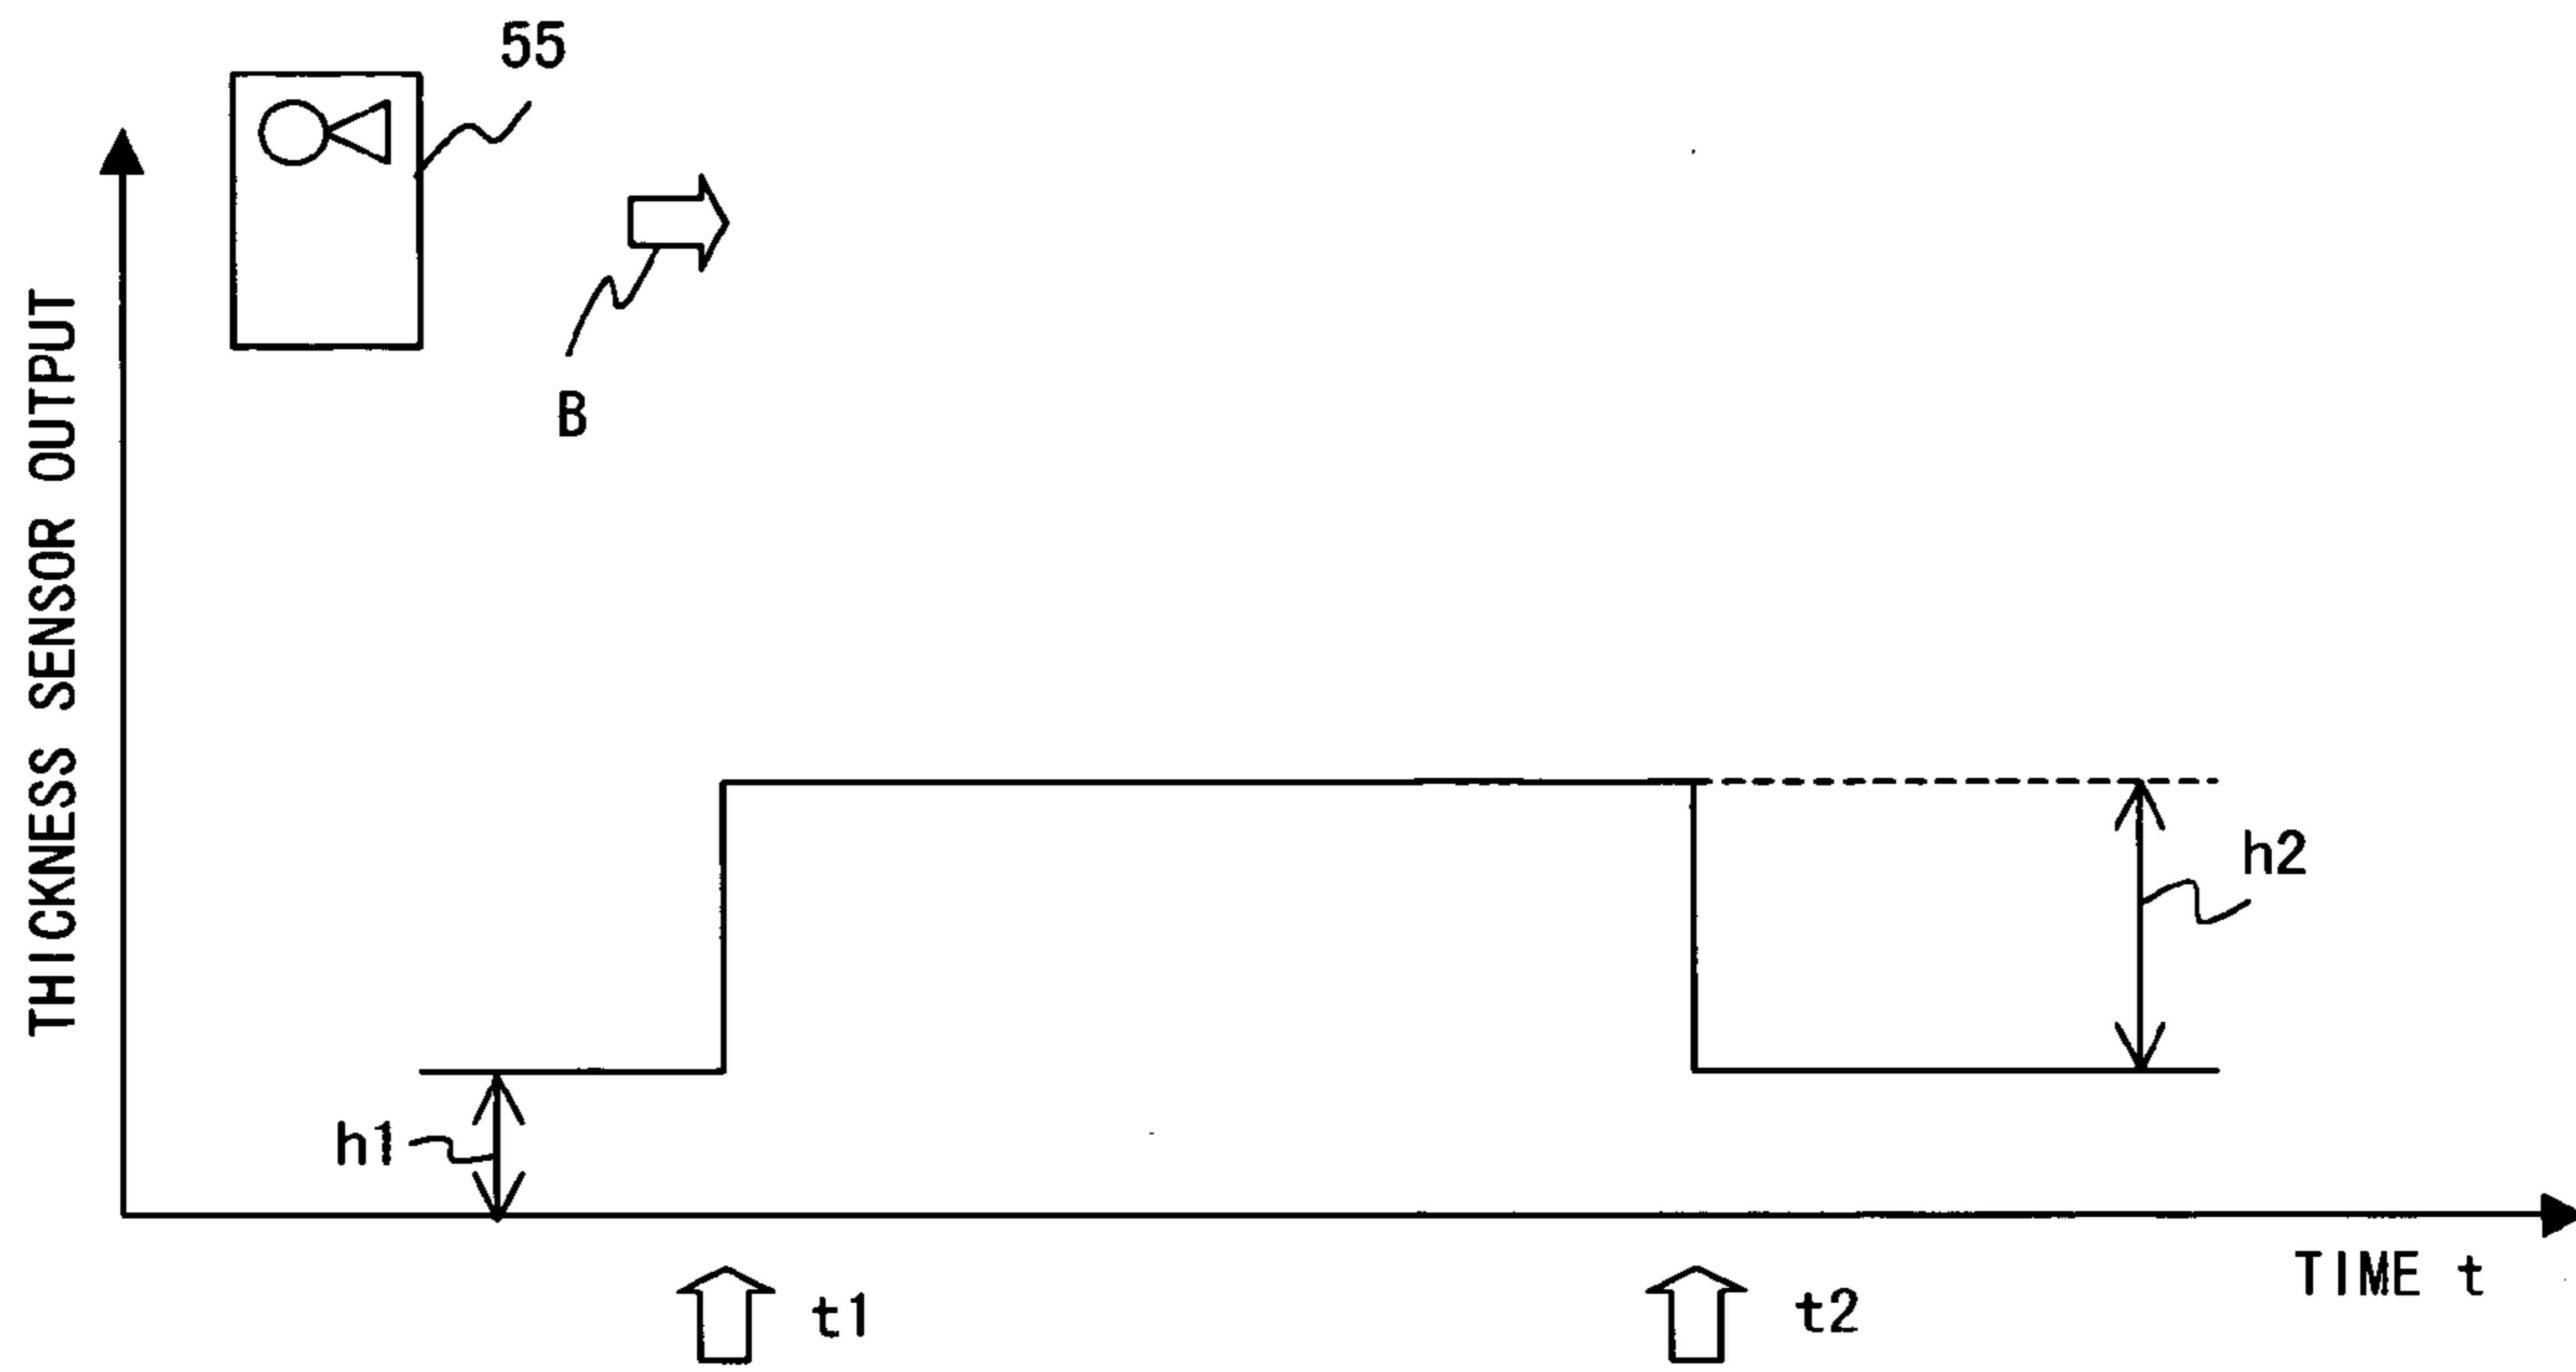 55
B
THICKNESS SENSOR OUTPUT
h2
h1
TIME t
t1
t2